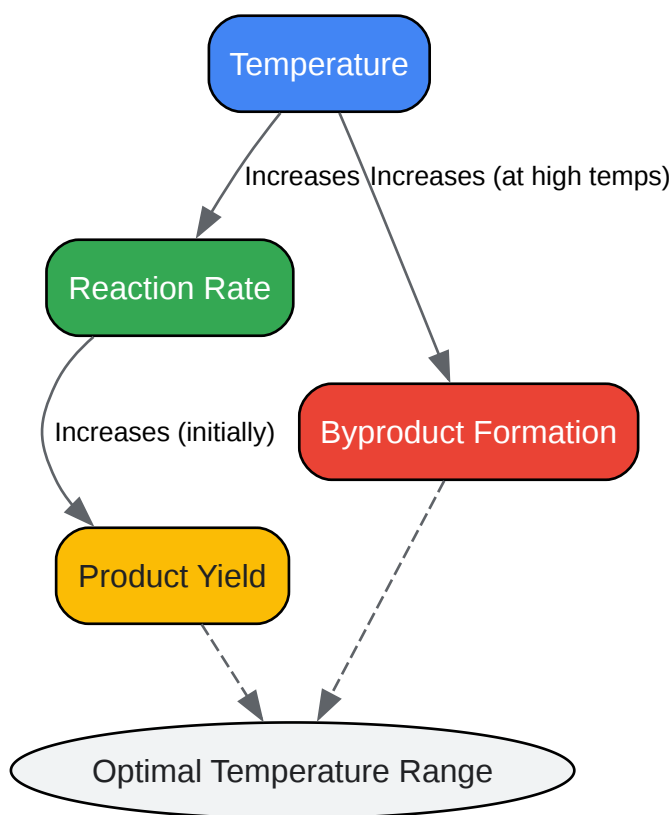 Temperature
Increases
Increases (at high temps)
Reaction Rate
Increases (initially)
Byproduct Formation
Product Yield
Optimal Temperature Range